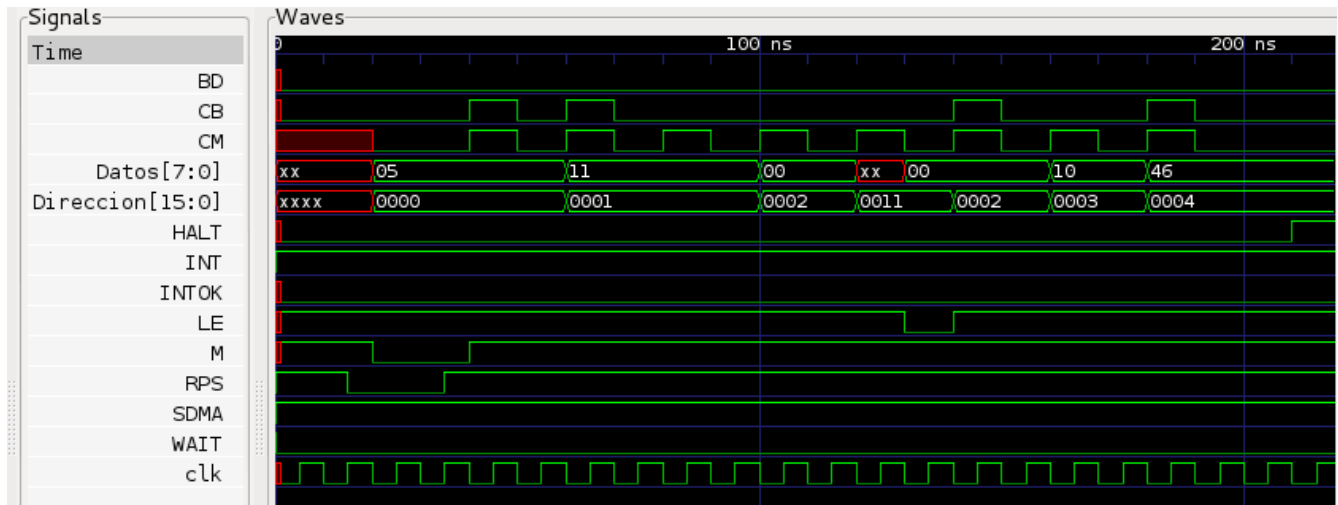 Signals Waves
Time 0 100 ns 200 ns
BD
CB
CM
Datos[7:0] xx 05 11 00 xx 00 10 46
Direccion[15:0] xxxx 0000 0001 0002 0011 0002 0003 0004
HALT
INT
INTOK
LE
M
RPS
SDMA
WAIT
clk